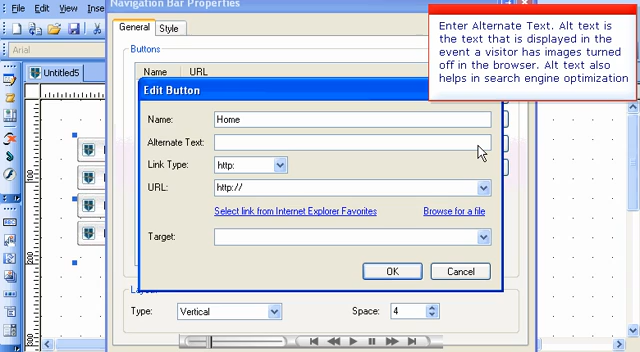 Navigation Bar Properties
File Edit View Inse
Arial
Untitled5
General Style
Buttons
Name URL
Enter Alternate Text. Alt text is
the text that is displayed in the
event a visitor has images turned
off in the browser. Alt text also
helps in search engine optimization
Edit Button
Name: Home
Alternate Text:
Link Type: http:
URL: http://
Select link from Internet Explorer Favorites Browse for a file
Target:
OK Cancel
Type: Vertical Space: 4
100
200
300